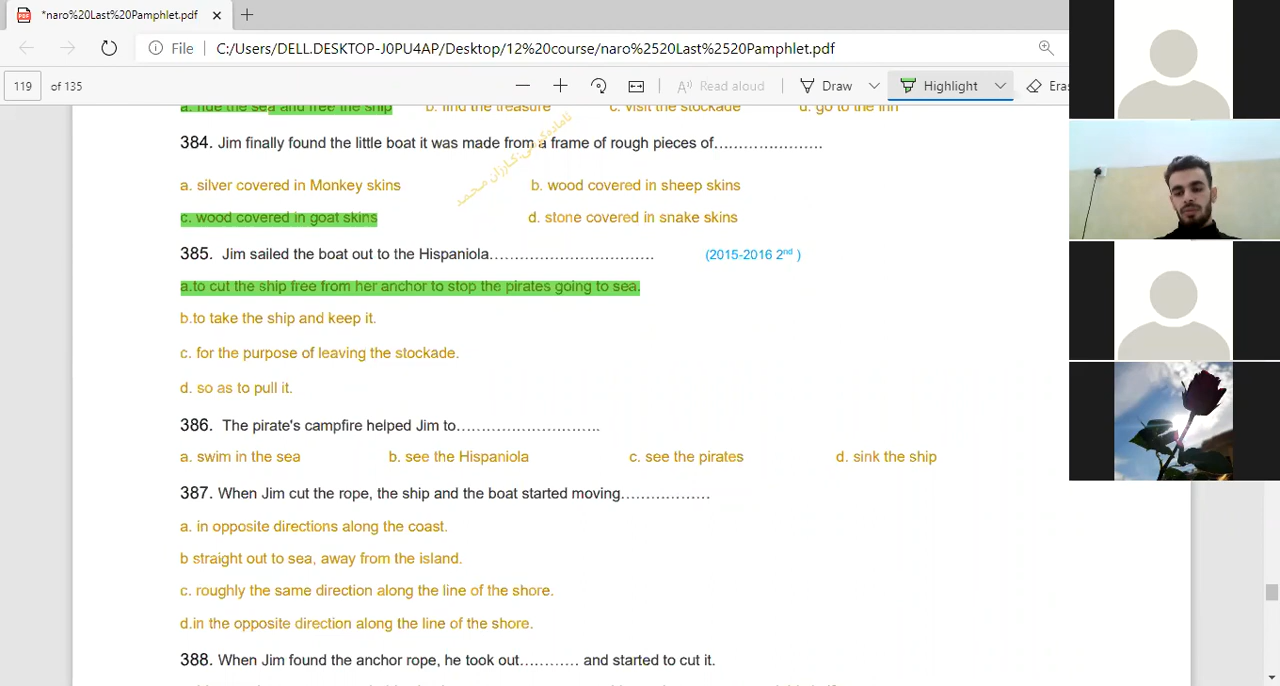 *naro%20Last%20Pamphlet.pdf
File
C:/Users/DELL.DESKTOP-J0PU4AP/Desktop/12%20course/naro%2520Last%2520Pamphlet.pdf
119 of 135
Read aloud
Draw
Highlight
Eras
a. hide the sea and free the ship b. find the treasure c. visit the stockade d. go to the inn
384. Jim finally found the little boat it was made from a frame of rough pieces of.....................
a. silver covered in Monkey skins b. wood covered in sheep skins
c. wood covered in goat skins d. stone covered in snake skins
385. Jim sailed the boat out to the Hispaniola................................ (2015-2016 2nd )
a.to cut the ship free from her anchor to stop the pirates going to sea.
b.to take the ship and keep it.
c. for the purpose of leaving the stockade.
d. so as to pull it.
386. The pirate's campfire helped Jim to............................
a. swim in the sea b. see the Hispaniola c. see the pirates d. sink the ship
387. When Jim cut the rope, the ship and the boat started moving..................
a. in opposite directions along the coast.
b straight out to sea, away from the island.
c. roughly the same direction along the line of the shore.
d.in the opposite direction along the line of the shore.
388. When Jim found the anchor rope, he took out............ and started to cut it.